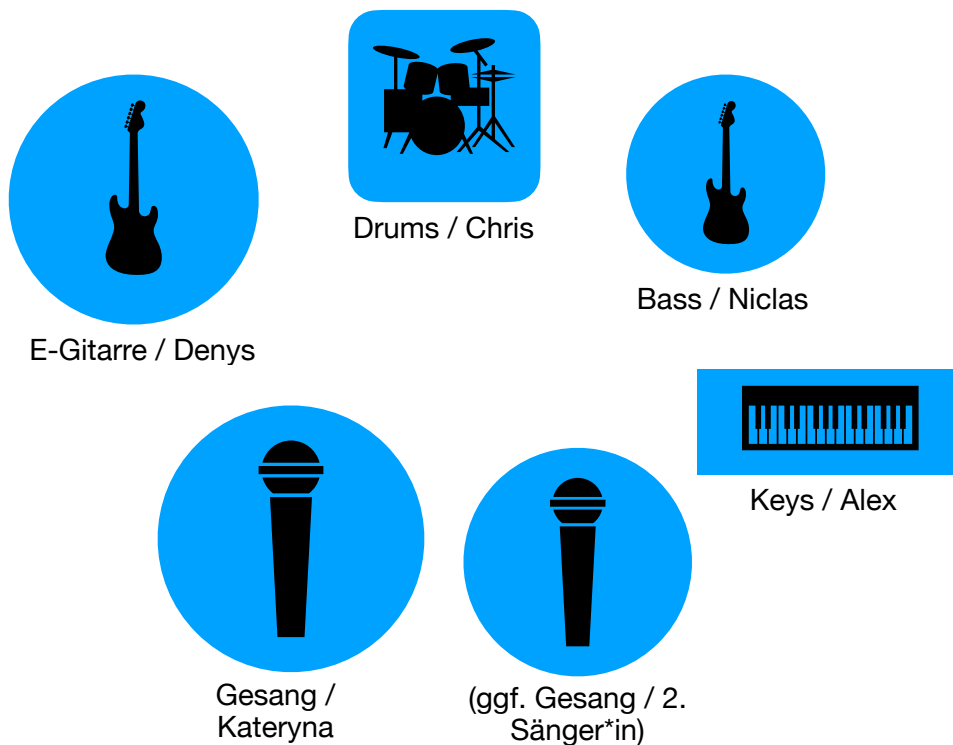 Drums / Chris
Bass / Niclas
E-Gitarre / Denys
Keys / Alex
Gesang /
Kateryna
(ggf. Gesang / 2.
Sänger*in)